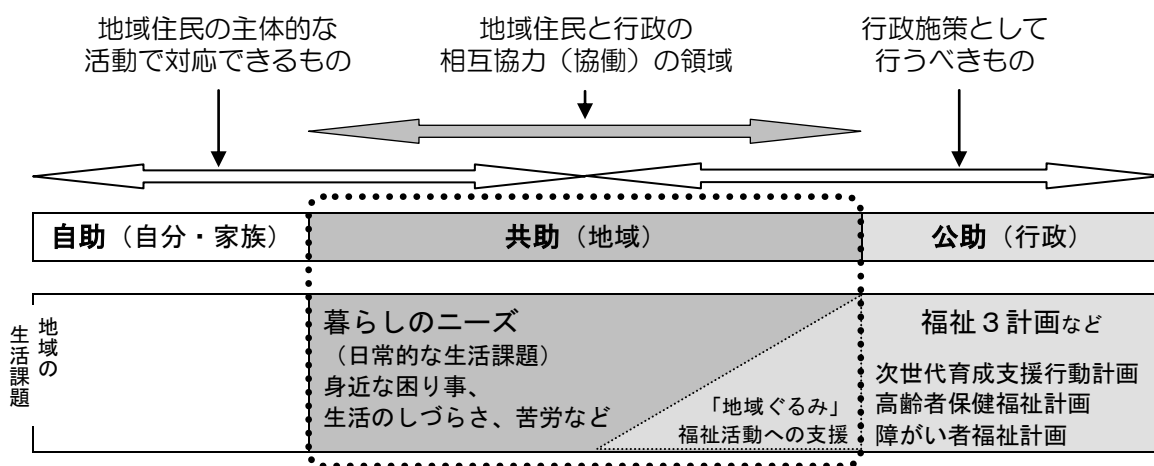 地域住民の主体的な
活動で対応できるもの
地域住民と行政の
相互協力（協働）の領域
行政施策として
行うべきもの
自助（自分・家族）
共助（地域）
公助（行政）
地域の
生活課題
暮らしのニーズ
（日常的な生活課題）
身近な困り事、
生活のしづらさ、苦労など
「地域ぐるみ」
福祉活動への支援
福祉３計画など
次世代育成支援行動計画
高齢者保健福祉計画
障がい者福祉計画